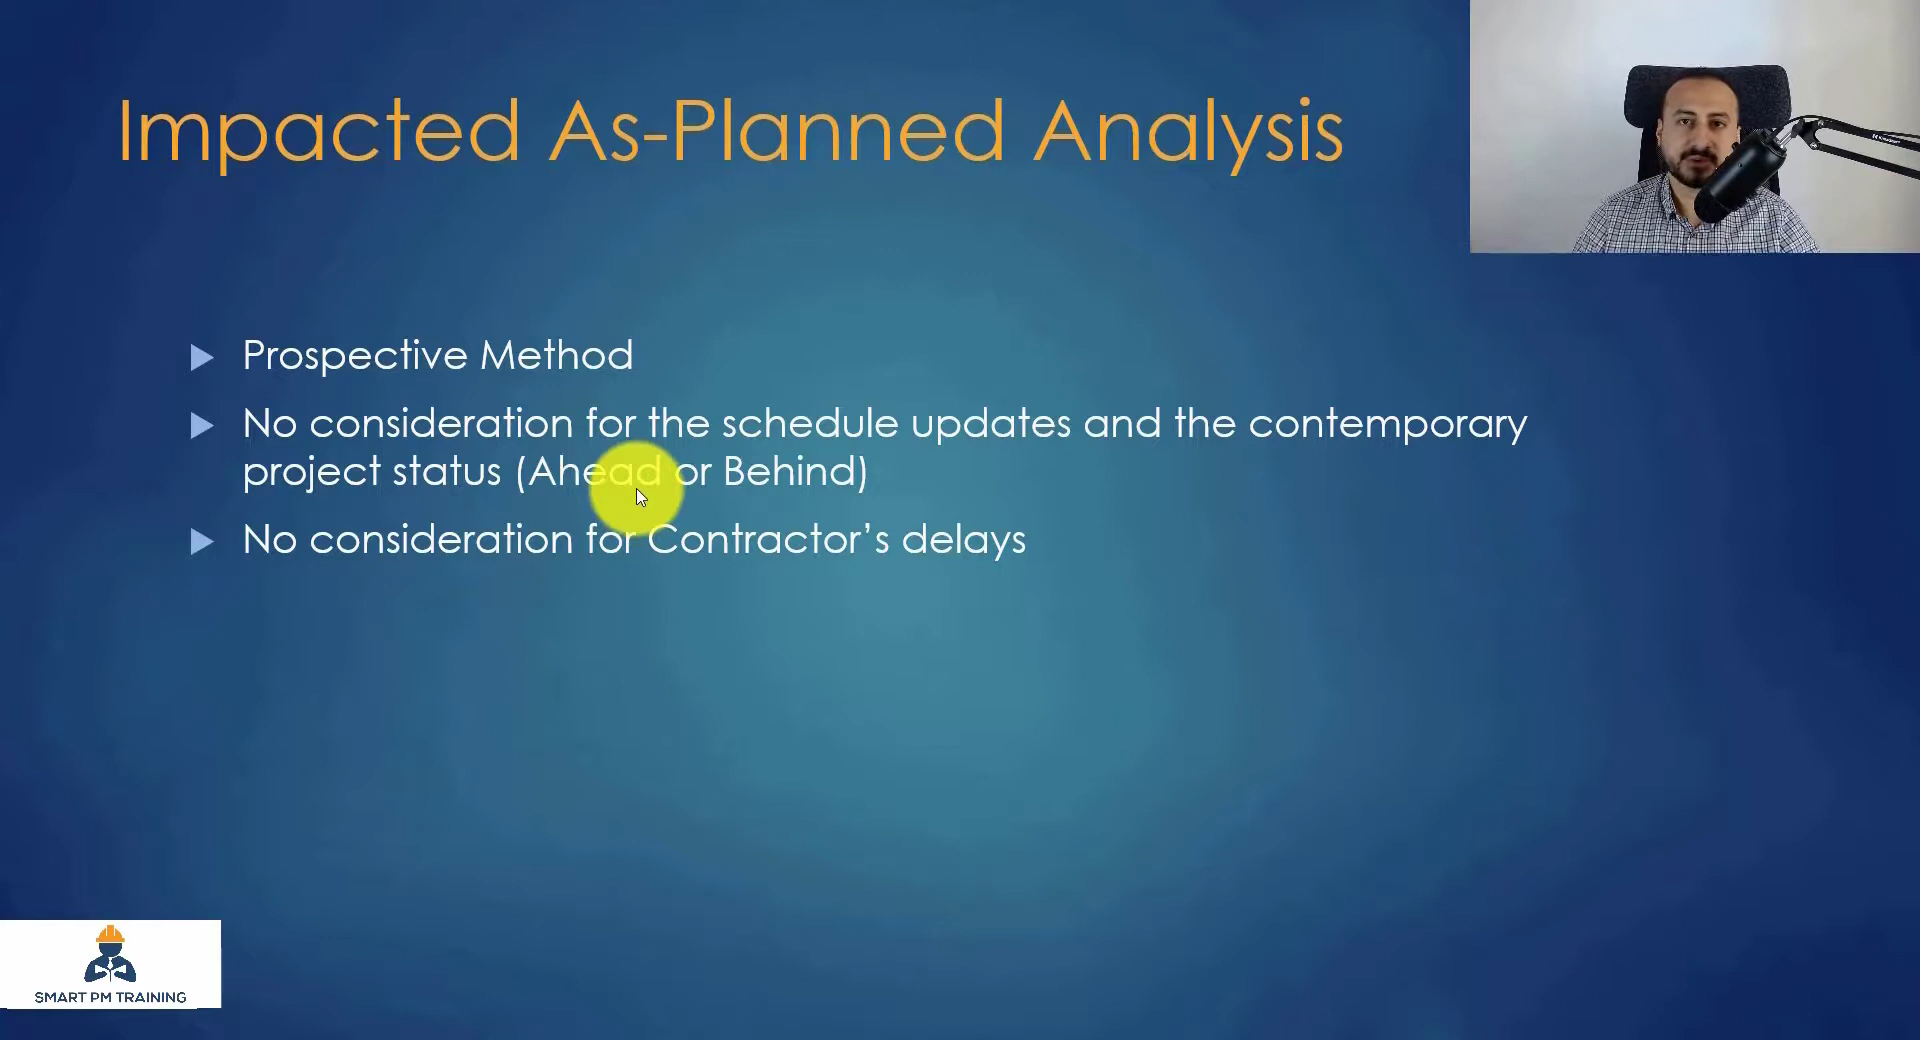 Impacted As-Planned Analysis
Prospective Method
No consideration for the schedule updates and the contemporary
project status (Ahead or Behind)
No consideration for Contractor’s delays
SMART PM TRAINING